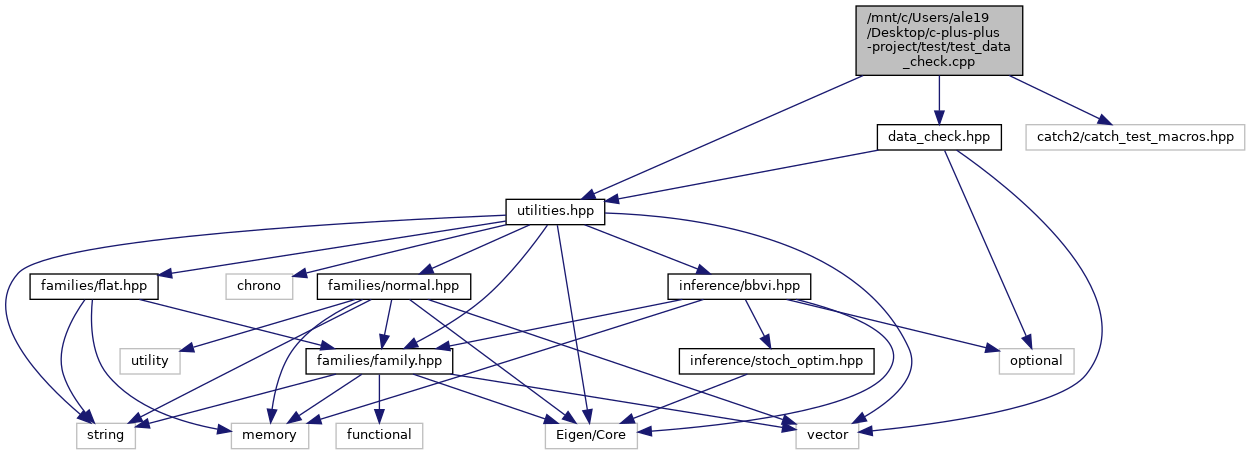 /mnt/c/Users/ale19
/Desktop/c-plus-plus
-project/test/test_data
_check.cpp
data_check.hpp
catch2/catch_test_macros.hpp
utilities.hpp
families/flat.hpp
chrono
families/normal.hpp
inference/bbvi.hpp
utility
families/family.hpp
inference/stoch_optim.hpp
optional
string
memory
functional
Eigen/Core
vector